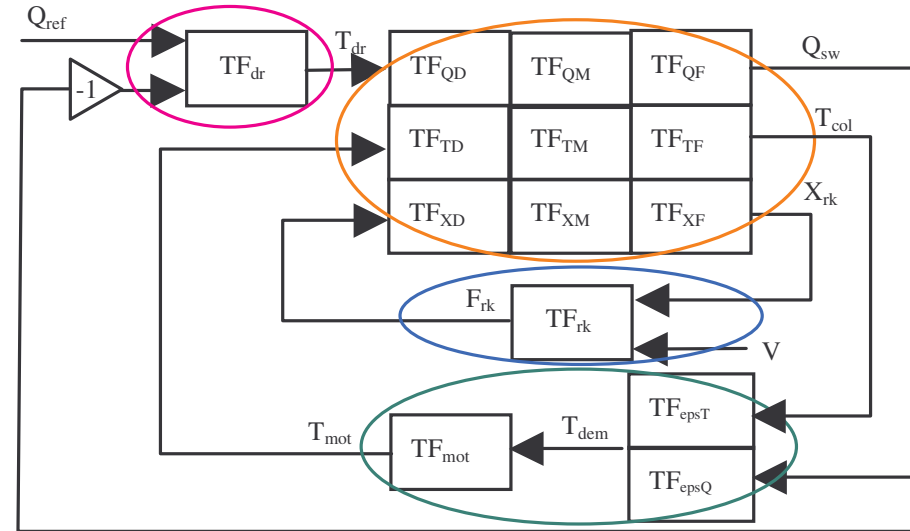 Q_ref
TF_dr
T_dr
-1
TF_QD TF_QM TF_QF
Q_sw
TF_TD TF_TM TF_TF
T_col
TF_XD TF_XM TF_XF
X_rk
F_rk
TF_rk
V
TF_epsT
T_mot
TF_mot
T_dem
TF_epsQ